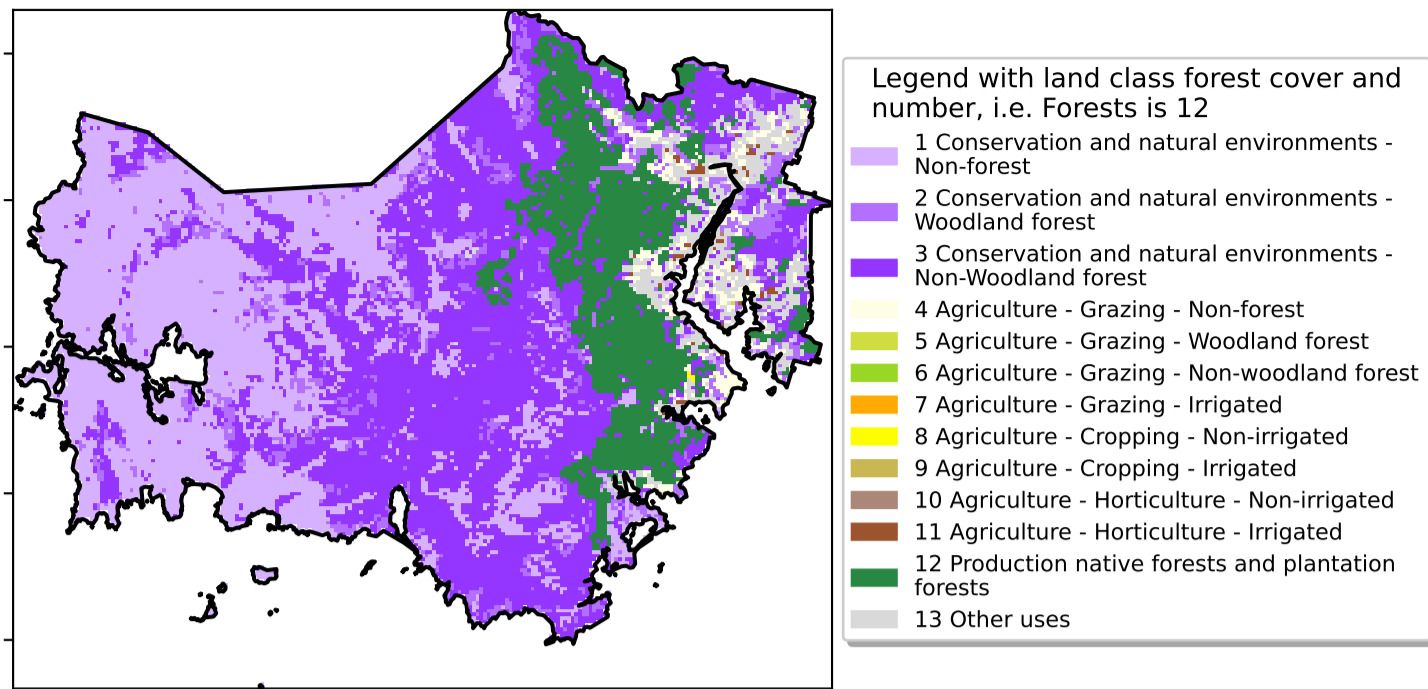 Legend with land class forest cover and
number, i.e. Forests is 12
1 Conservation and natural environments -
Non-forest
2 Conservation and natural environments -
Woodland forest
3 Conservation and natural environments -
Non-Woodland forest
4 Agriculture - Grazing - Non-forest
5 Agriculture - Grazing - Woodland forest
6 Agriculture - Grazing - Non-woodland forest
7 Agriculture - Grazing - Irrigated
8 Agriculture - Cropping - Non-irrigated
9 Agriculture - Cropping - Irrigated
10 Agriculture - Horticulture - Non-irrigated
11 Agriculture - Horticulture - Irrigated
12 Production native forests and plantation
forests
13 Other uses